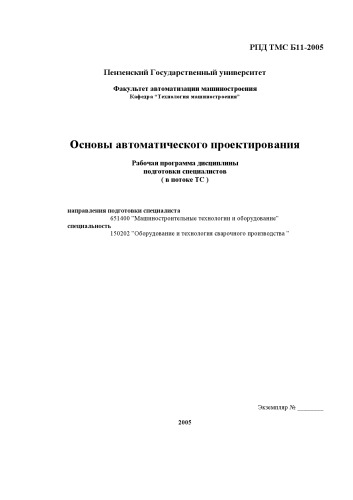 РПД ТМС Б11-2005
Пензенский Государственный университет
Факультет автоматизации машиностроения
Кафедра "Технология машиностроения"
Основы автоматического проектирования
Рабочая программа дисциплины
подготовки специалистов
( в потоке ТС )
направления подготовки специалиста
651400 "Машиностроительные технологии и оборудование"
специальность
150202 "Оборудование и технология сварочного производства "
Экземпляр № ________
2005